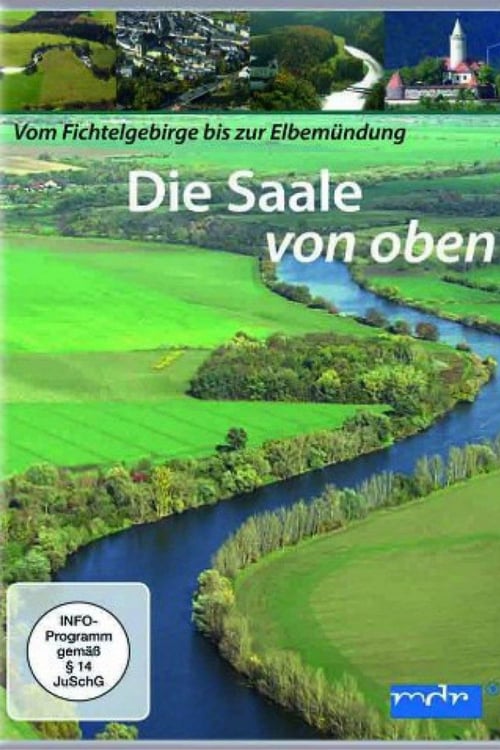 Vom Fichtelgebirge bis zur Elbemündung
Die Saale
von oben
INFO-
Programm
gemäß
§ 14
JuSchG
mdr